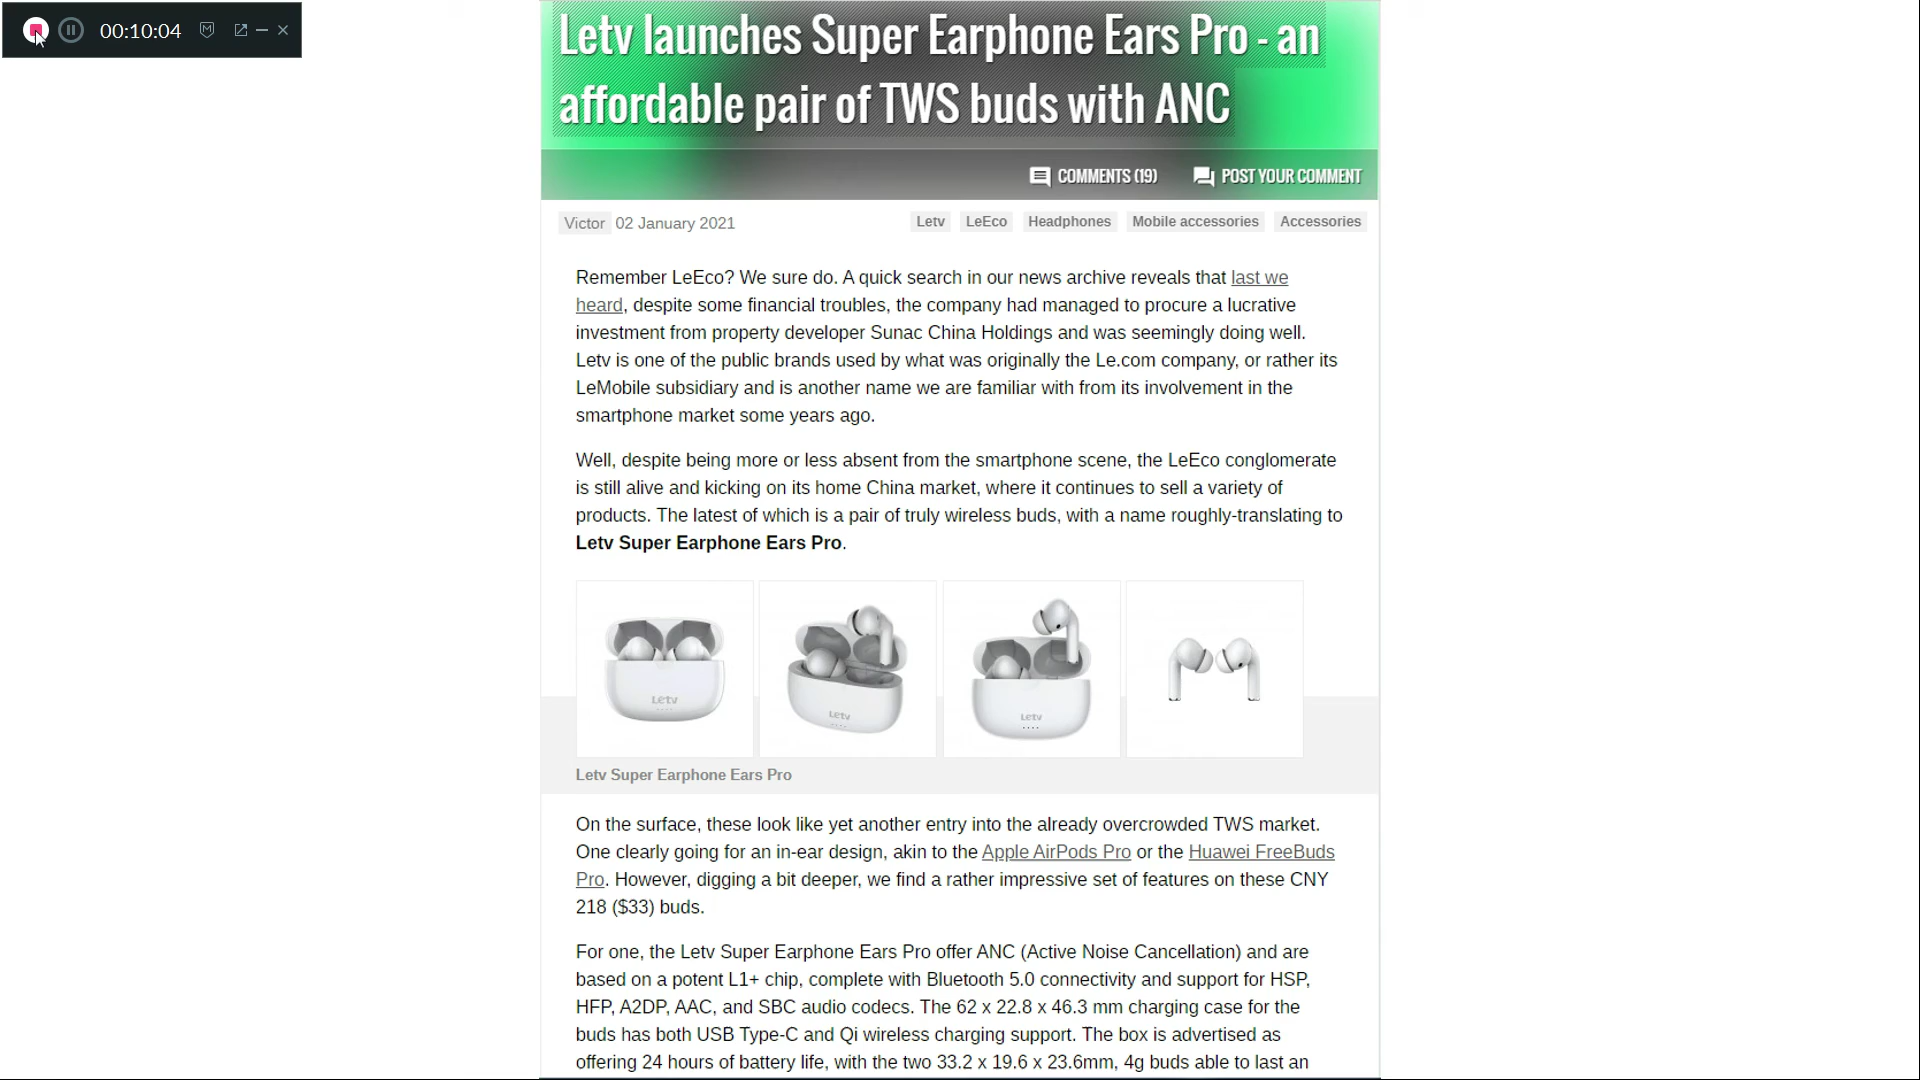 00:10:04
Letv launches Super Earphone Ears Pro - an
affordable pair of TWS buds with ANC
COMMENTS (19) POST YOUR COMMENT
Victor 02 January 2021 Letv LeEco Headphones Mobile accessories Accessories
Remember LeEco? We sure do. A quick search in our news archive reveals that last we
heard, despite some financial troubles, the company had managed to procure a lucrative
investment from property developer Sunac China Holdings and was seemingly doing well.
Letv is one of the public brands used by what was originally the Le.com company, or rather its
LeMobile subsidiary and is another name we are familiar with from its involvement in the
smartphone market some years ago.
Well, despite being more or less absent from the smartphone scene, the LeEco conglomerate
is still alive and kicking on its home China market, where it continues to sell a variety of
products. The latest of which is a pair of truly wireless buds, with a name roughly-translating to
Letv Super Earphone Ears Pro.
Letv Letv Letv
Letv Super Earphone Ears Pro
On the surface, these look like yet another entry into the already overcrowded TWS market.
One clearly going for an in-ear design, akin to the Apple AirPods Pro or the Huawei FreeBuds
Pro. However, digging a bit deeper, we find a rather impressive set of features on these CNY
218 ($33) buds.
For one, the Letv Super Earphone Ears Pro offer ANC (Active Noise Cancellation) and are
based on a potent L1+ chip, complete with Bluetooth 5.0 connectivity and support for HSP,
HFP, A2DP, AAC, and SBC audio codecs. The 62 x 22.8 x 46.3 mm charging case for the
buds has both USB Type-C and Qi wireless charging support. The box is advertised as
offering 24 hours of battery life, with the two 33.2 x 19.6 x 23.6mm, 4g buds able to last an